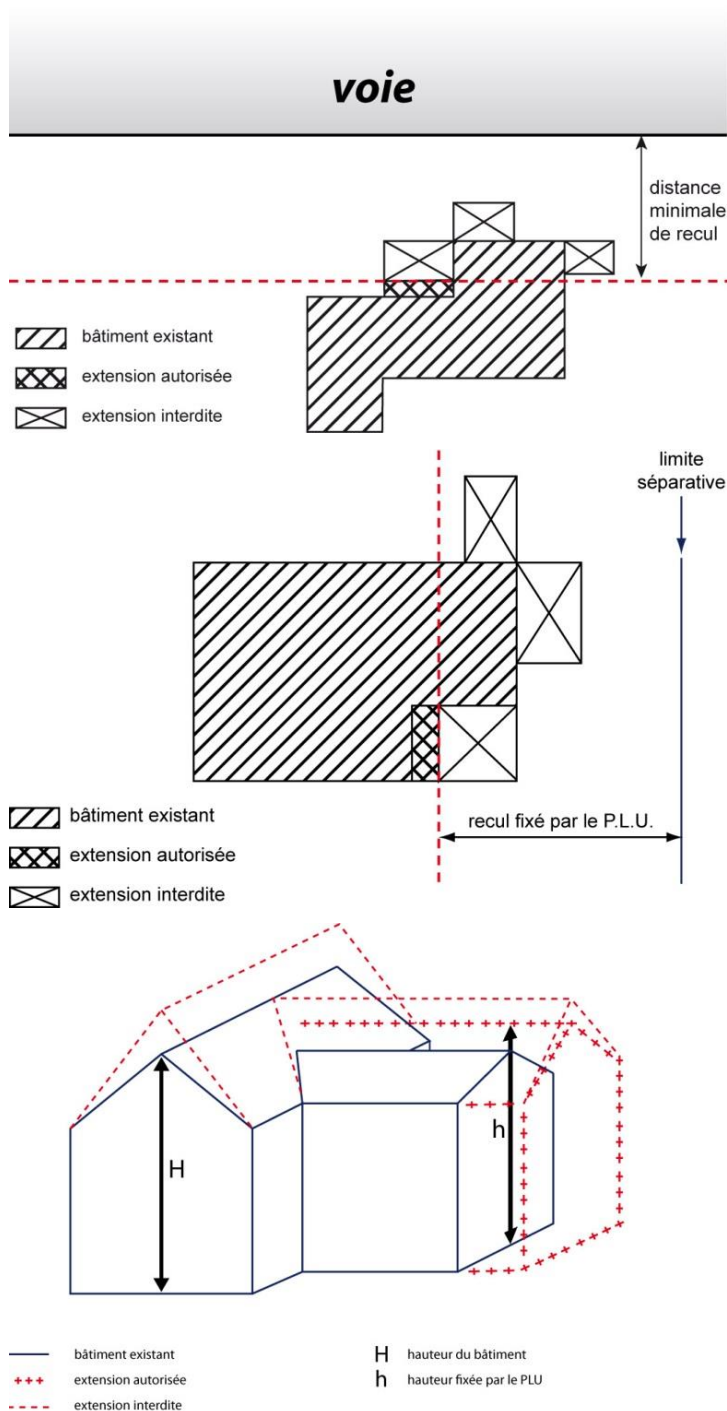 voie
distance
minimale
de recul
bâtiment existant
extension autorisée
extension interdite
limite
séparative
bâtiment existant
recul fixé par le P.L.U.
extension autorisée
extension interdite
H
h
bâtiment existant
H hauteur du bâtiment
extension autorisée
h hauteur fixée par le PLU
extension interdite